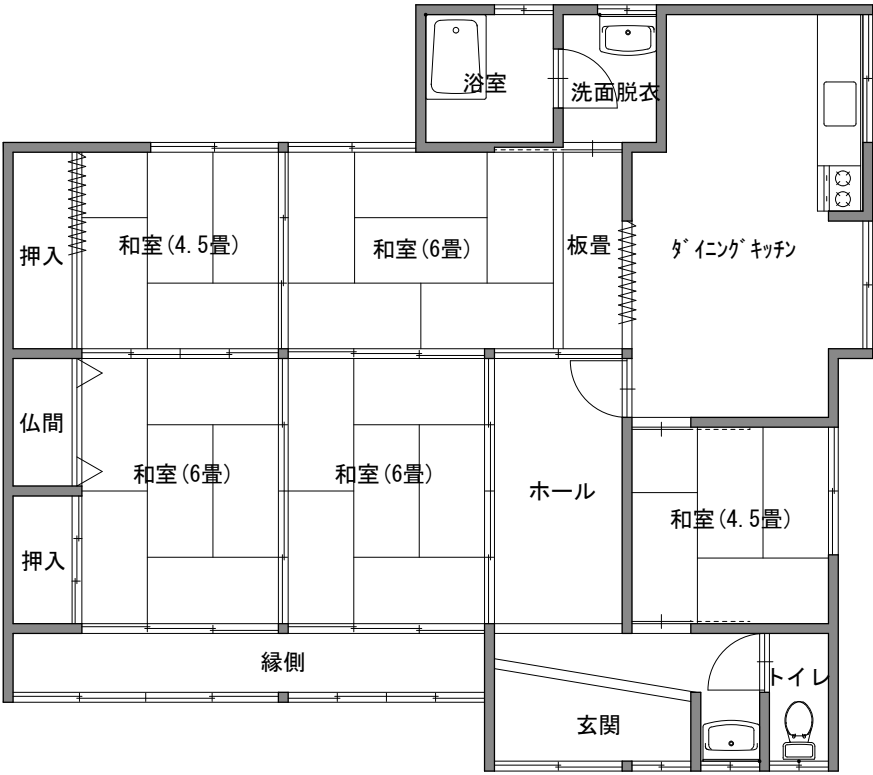 浴室
洗面脱衣
押入
和室(4.5畳)
和室(6畳)
板畳
ﾀﾞｲﾆﾝｸﾞｷｯﾁﾝ
仏間
和室(6畳)
和室(6畳)
ホール
和室(4.5畳)
押入
縁側
トイレ
玄関